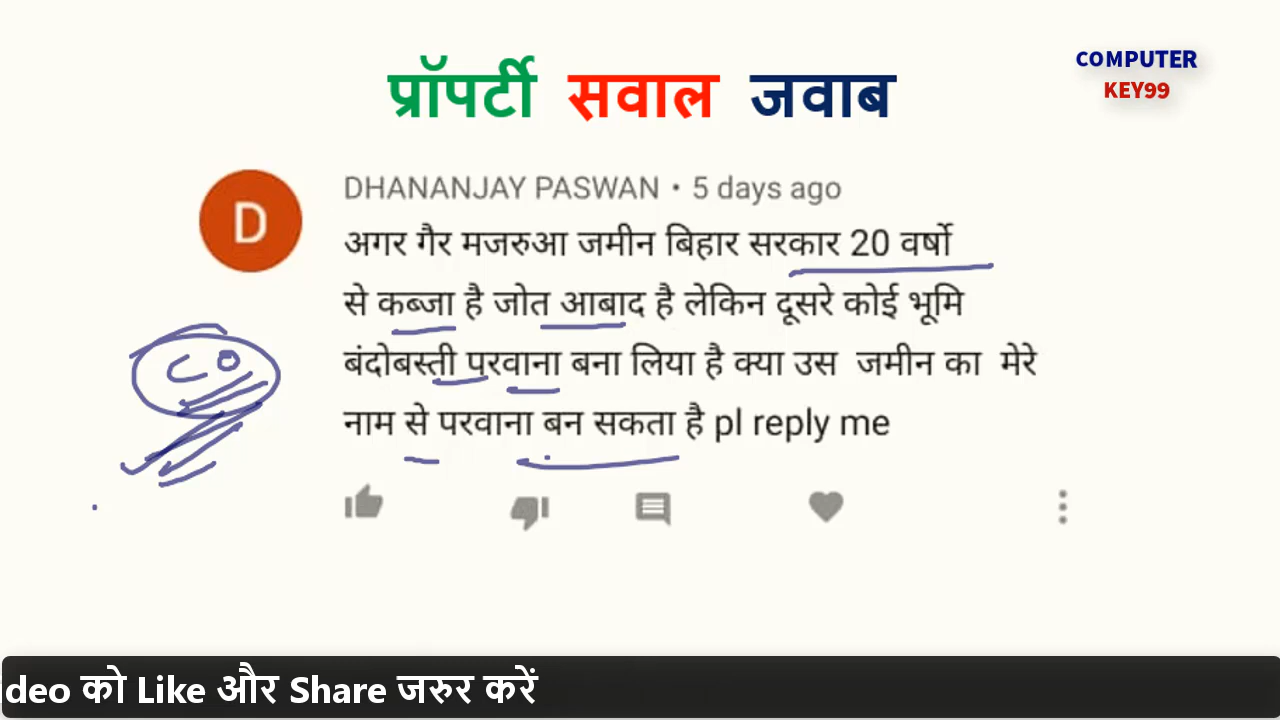 प्रॉपर्टी सवाल जवाब
COMPUTER
KEY99
D
DHANANJAY PASWAN • 5 days ago
अगर गैर मजरुआ जमीन बिहार सरकार 20 वर्षो
से कब्जा है जोत आबाद है लेकिन दूसरे कोई भूमि
बंदोबस्ती परवाना बना लिया है क्या उस जमीन का मेरे
नाम से परवाना बन सकता है pl reply me
deo को Like और Share जरुर करें